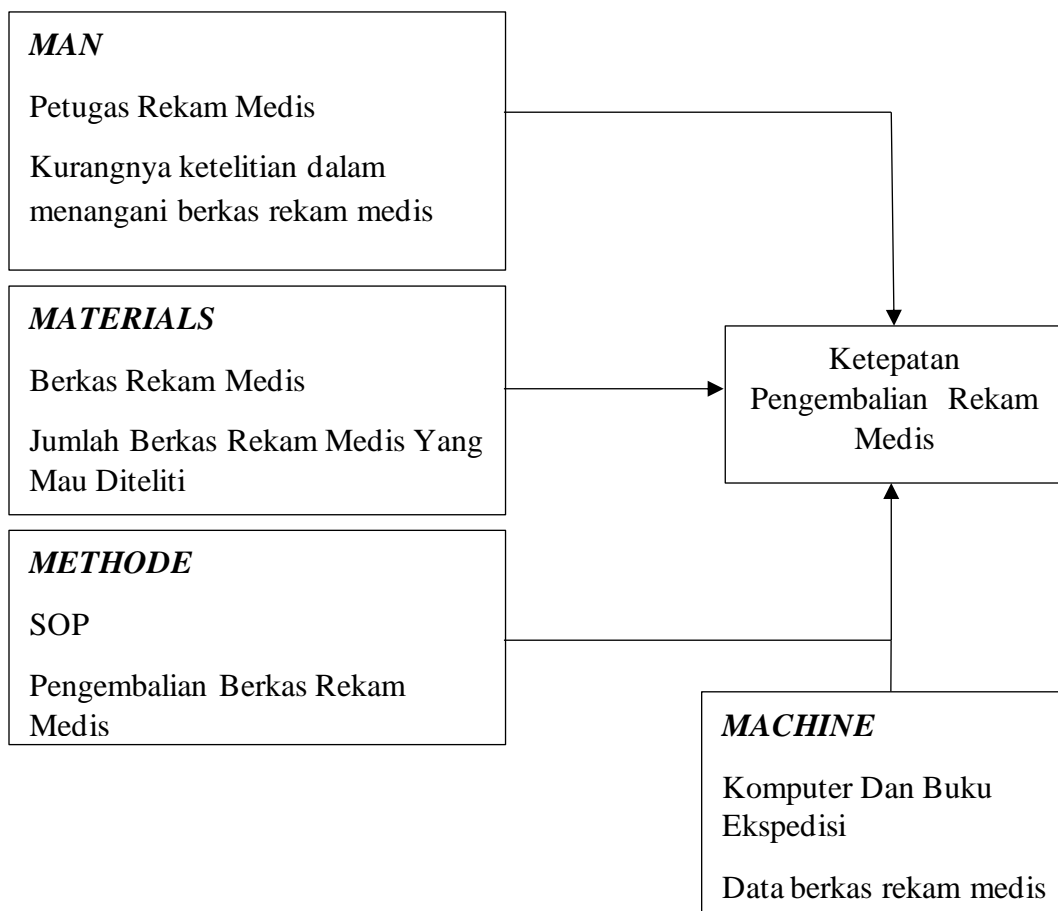 MAN
Petugas Rekam Medis
Kurangnya ketelitian dalam
menangani berkas rekam medis
MATERIALS
Berkas Rekam Medis
Jumlah Berkas Rekam Medis Yang
Mau Diteliti
Ketepatan
Pengembalian Rekam
Medis
METHODE
SOP
Pengembalian Berkas Rekam
Medis
MACHINE
Komputer Dan Buku
Ekspedisi
Data berkas rekam medis